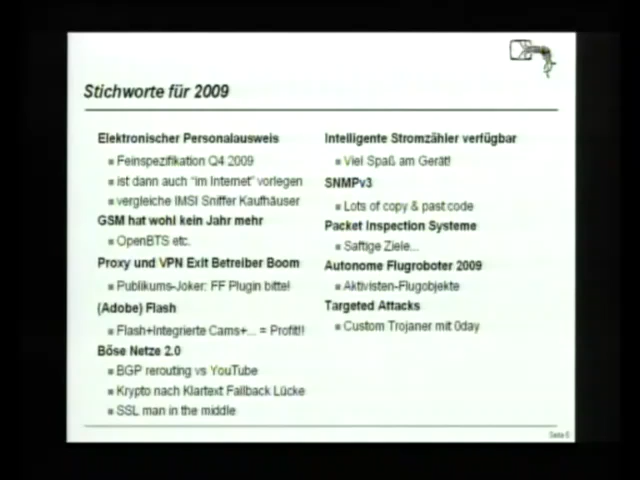 Stichworte für 2009
Elektronischer Personalausweis
Feinspezifikation Q4 2009
ist dann auch "im Internet" vorlegen
vergleiche IMSI Sniffer Kaufhäuser
GSM hat wohl kein Jahr mehr
OpenBTS etc.
Proxy und VPN Exit Betreiber Boom
Publikums-Joker: FF Plugin bitte!
(Adobe) Flash
Flash+Integrierte Cams+... = Profit!!
Böse Netze 2.0
BGP rerouting vs YouTube
Krypto nach Klartext Fallback Lücke
SSL man in the middle
Intelligente Stromzähler verfügbar
Viel Spaß am Gerät!
SNMPv3
Lots of copy & past code
Packet Inspection Systeme
Saftige Ziele...
Autonome Flugroboter 2009
Aktivisten-Flugobjekte
Targeted Attacks
Custom Trojaner mit 0day
Seite 6